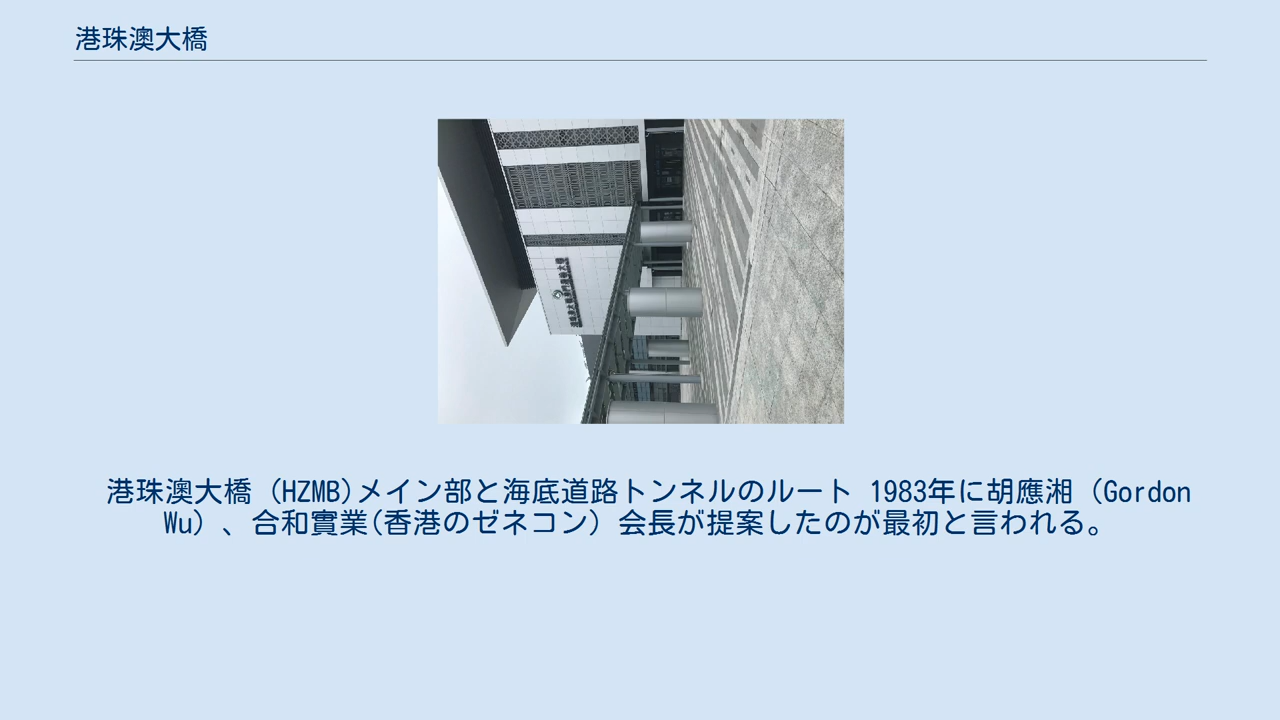 港珠澳大橋
港珠澳大橋（HZMB)メイン部と海底道路トンネルのルート 1983年に胡應湘（Gordon
Wu）、合和實業(香港のゼネコン）会長が提案したのが最初と言われる。